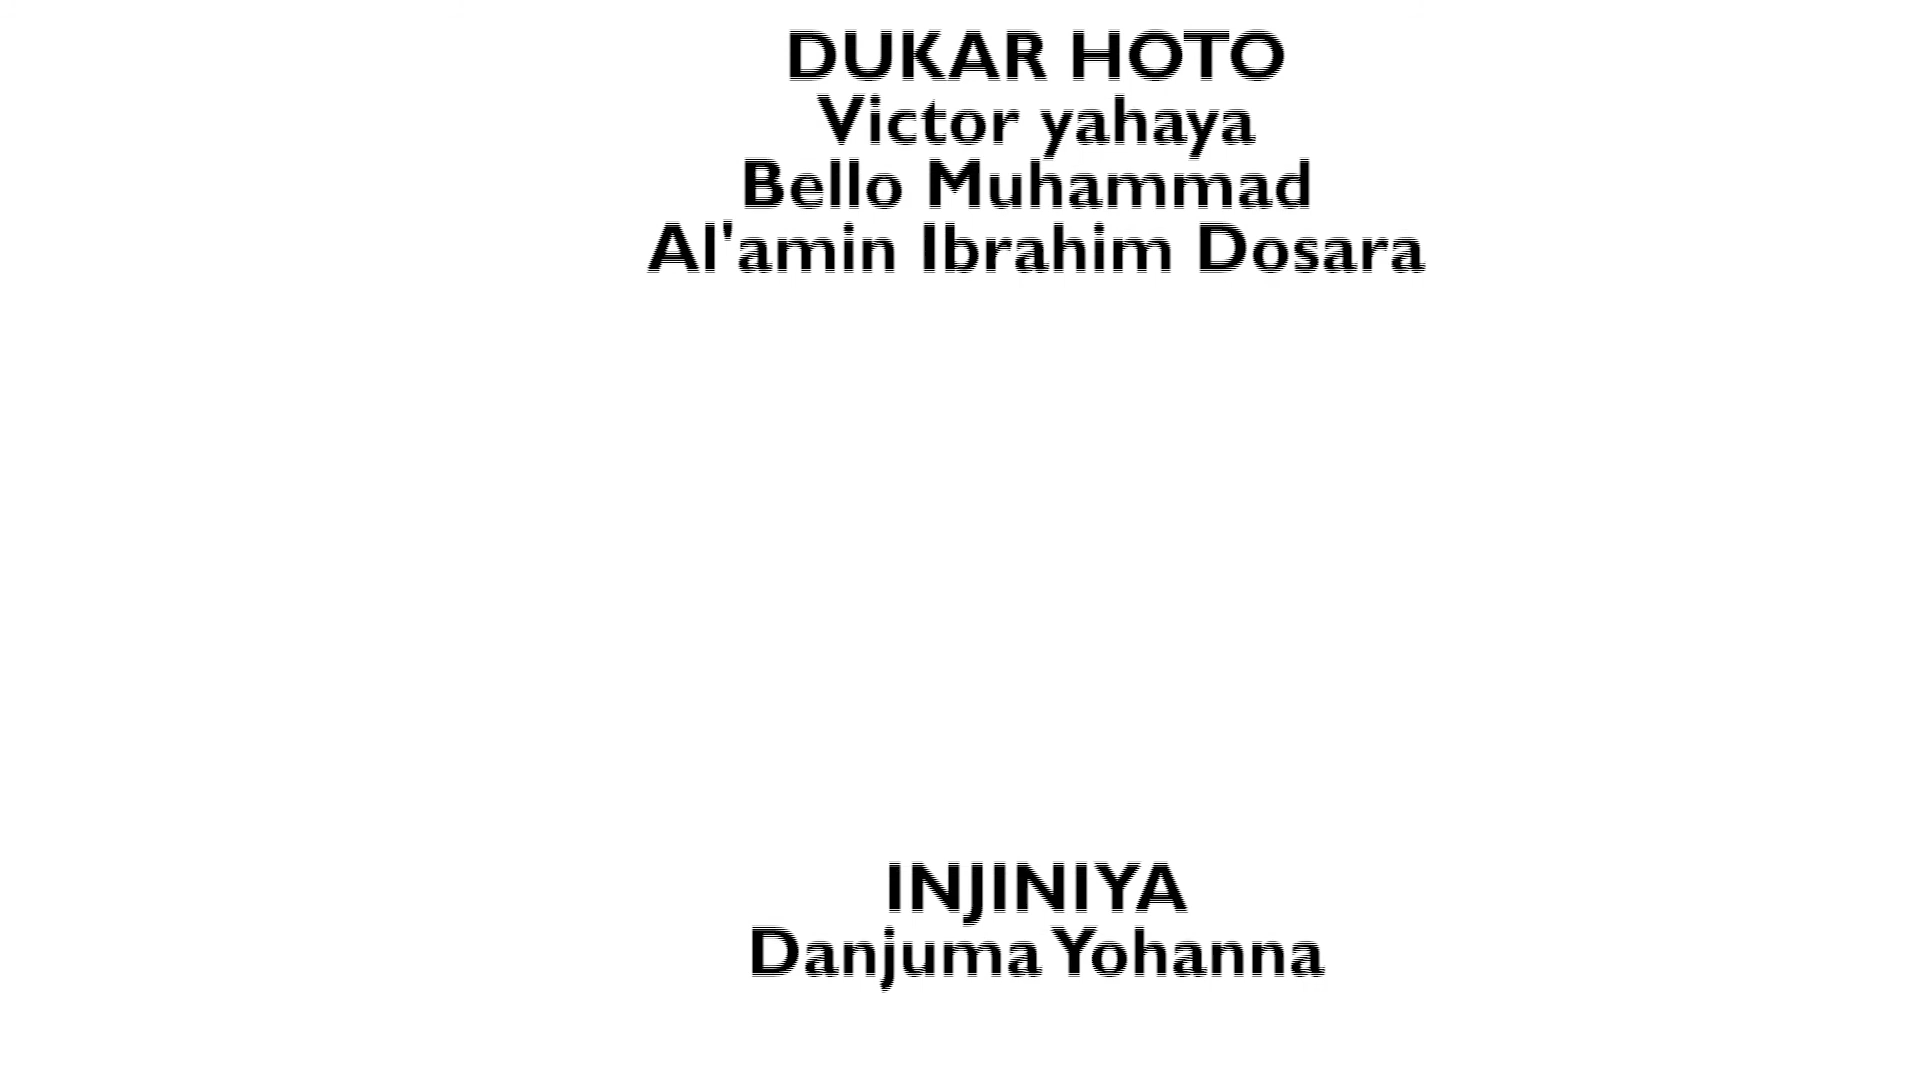 DUKAR HOTO
Victor yahaya
Bello Muhammad
Al'amin Ibrahim Dosara
INJINIYA
Danjuma Yohanna